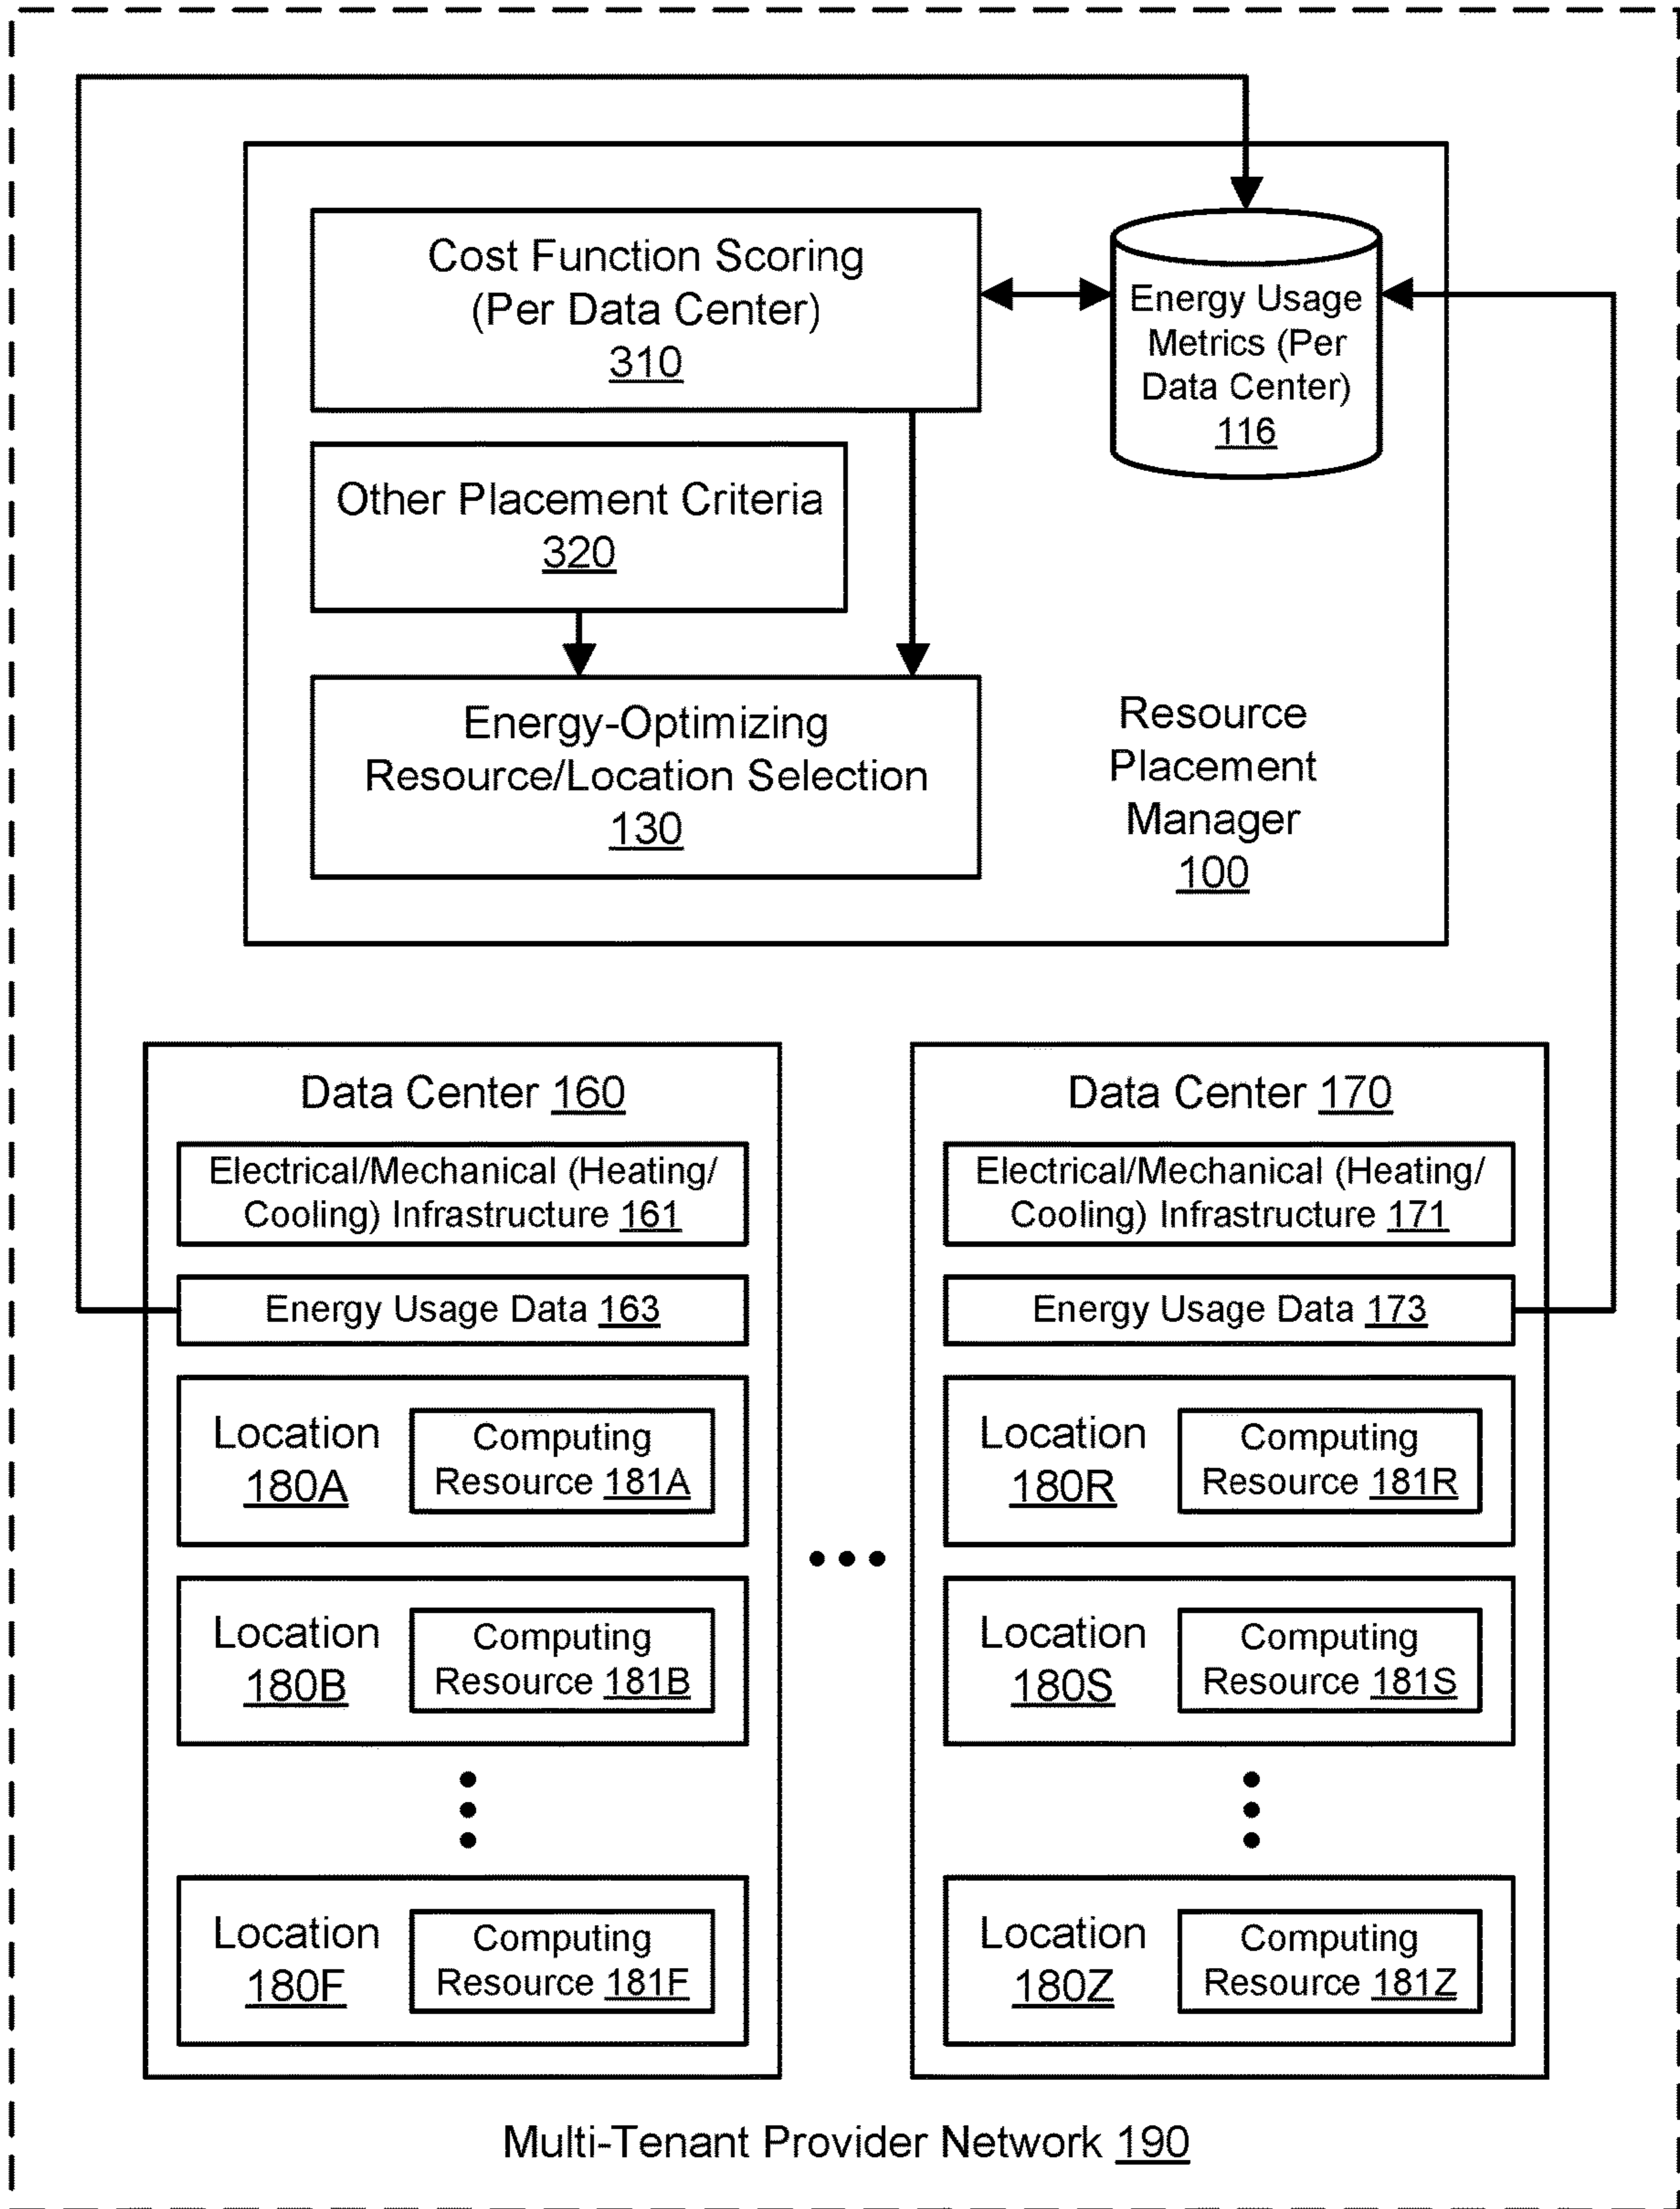 Cost Function Scoring
(Per Data Center)
310
Energy Usage
Metrics (Per
Data Center)
116
Other Placement Criteria
320
Energy-Optimizing
Resource/Location Selection
130
Resource
Placement
Manager
100
Data Center 160
Electrical/Mechanical (Heating/
Cooling) Infrastructure 161
Energy Usage Data 163
Location
180A
Computing
Resource 181A
Location
180B
Computing
Resource 181B
Location
180F
Computing
Resource 181F
Data Center 170
Electrical/Mechanical (Heating/
Cooling) Infrastructure 171
Energy Usage Data 173
Location
180R
Computing
Resource 181R
Location
180S
Computing
Resource 181S
Location
180Z
Computing
Resource 181Z
Multi-Tenant Provider Network 190